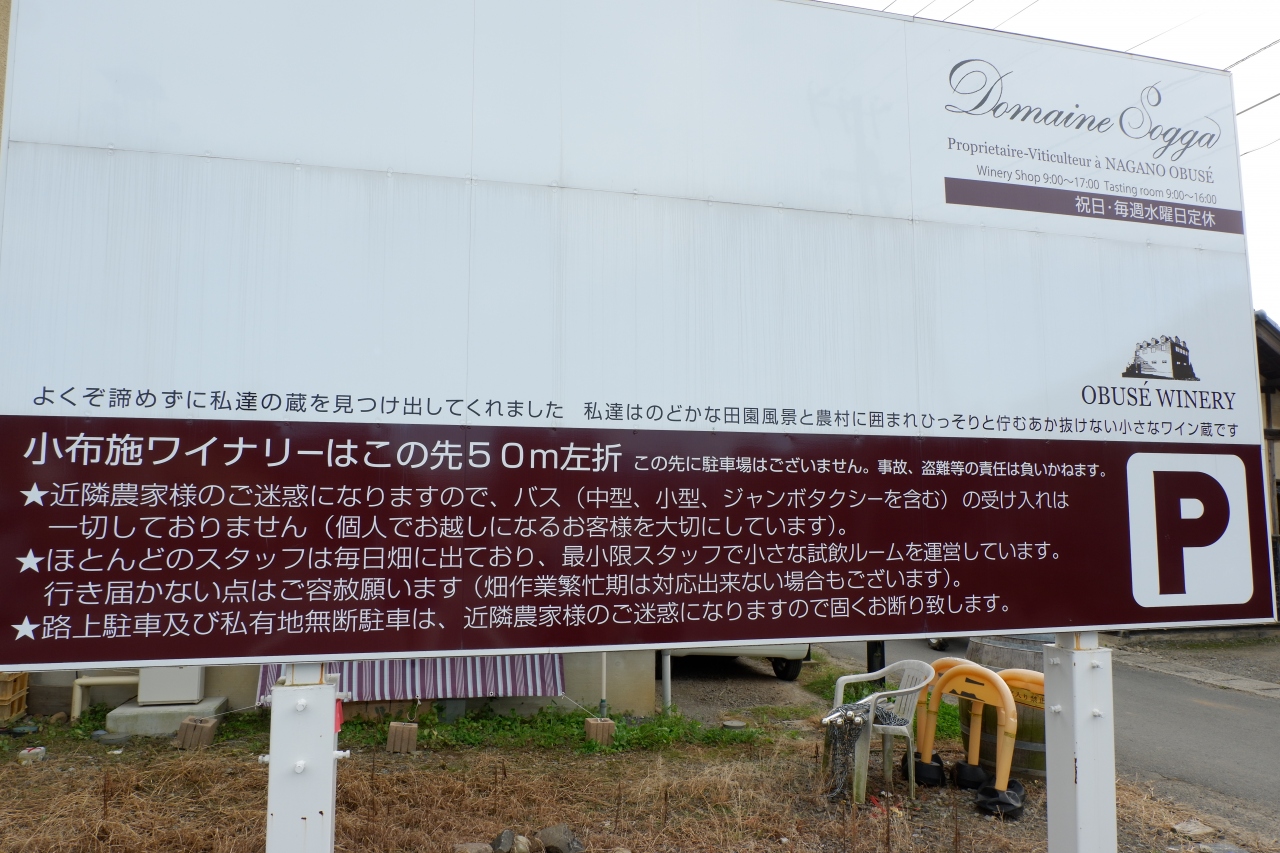 Domaine Sogga
Proprietaire-Viticulteur à NAGANO OBUSÉ
Winery Shop 9:00～17:00 Tasting room 9:00～16:00
祝日・毎週水曜日定休
OBUSÉ WINERY
よくぞ諦めずに私達の蔵を見つけ出してくれました 私達はのどかな田園風景と農村に囲まれひっそりと佇むあか抜けない小さなワイン蔵です
小布施ワイナリーはこの先５０ｍ左折 この先に駐車場はございません。事故、盗難等の責任は負いかねます。
★近隣農家様のご迷惑になりますので、バス（中型、小型、ジャンボタクシーを含む）の受け入れは
一切しておりません（個人でお越しになるお客様を大切にしています）。
★ほとんどのスタッフは毎日畑に出ており、最小限スタッフで小さな試飲ルームを運営しています。
行き届かない点はご容赦願います（畑作業繁忙期は対応出来ない場合もございます）。
★路上駐車及び私有地無断駐車は、近隣農家様のご迷惑になりますので固くお断り致します。
P